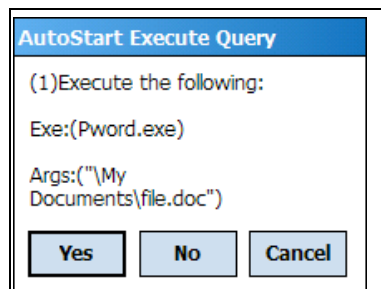 AutoStart Execute Query
(1)Execute the following:
Exe:(Pword.exe)
Args:("\My
Documents\file.doc")
Yes No Cancel